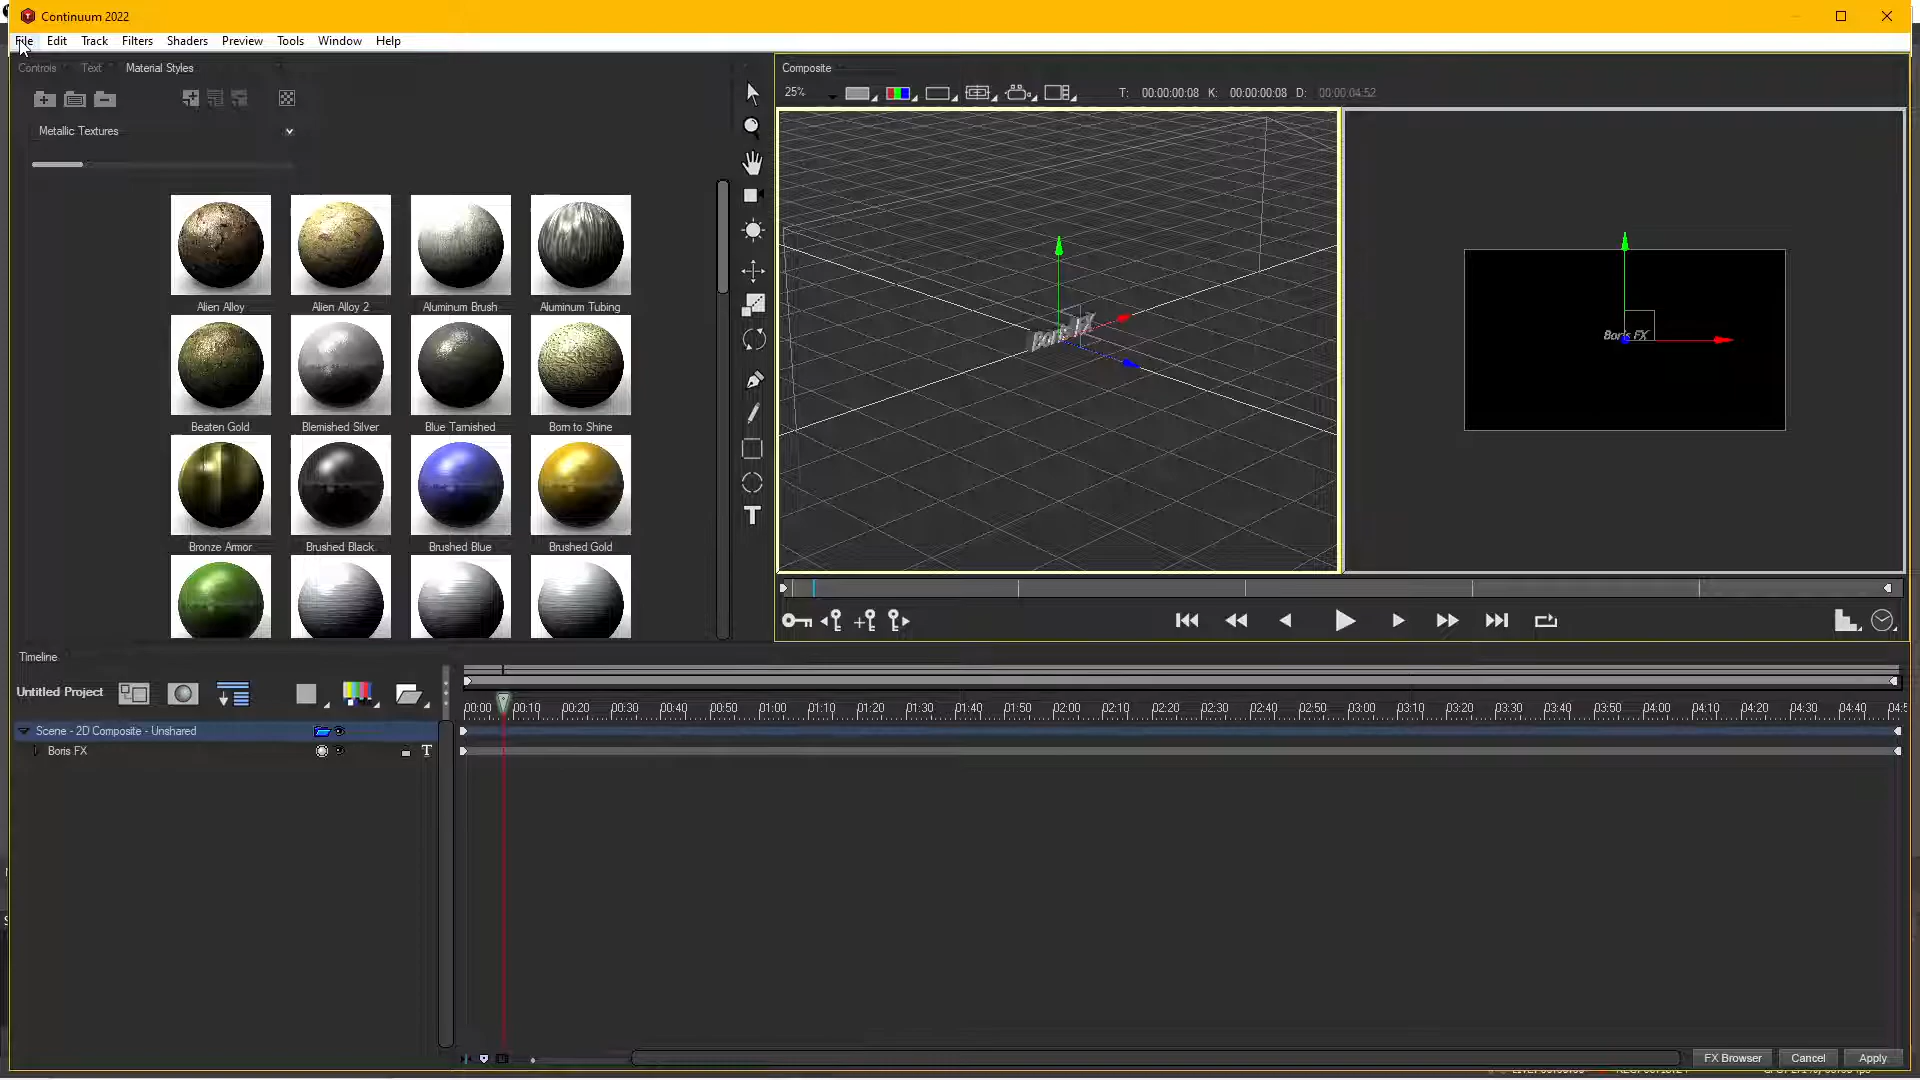 Continuum 2022
File Edit Track Filters Shaders Preview Tools Window Help
Controls Text Material Styles
Composite
25%
T: 00:00:00:08 K: 00:00:00:08 D: 00:00:04:52
Metallic Textures
Alien Alloy Alien Alloy 2 Aluminum Brush Aluminum Tubing
Beaten Gold Blemished Silver Blue Tarnished Born to Shine
Bronze Armor Brushed Black Brushed Blue Brushed Gold
Boris FX
Boris FX
Timeline
Untitled Project
00:00 00:10 00:20 00:30 00:40 00:50 01:00 01:10 01:20 01:30 01:40 01:50 02:00 02:10 02:20 02:30 02:40 02:50 03:00 03:10 03:20 03:30 03:40 03:50 04:00 04:10 04:20 04:30 04:40 04:5
Scene - 2D Composite - Unshared
Boris FX
FX Browser Cancel Apply